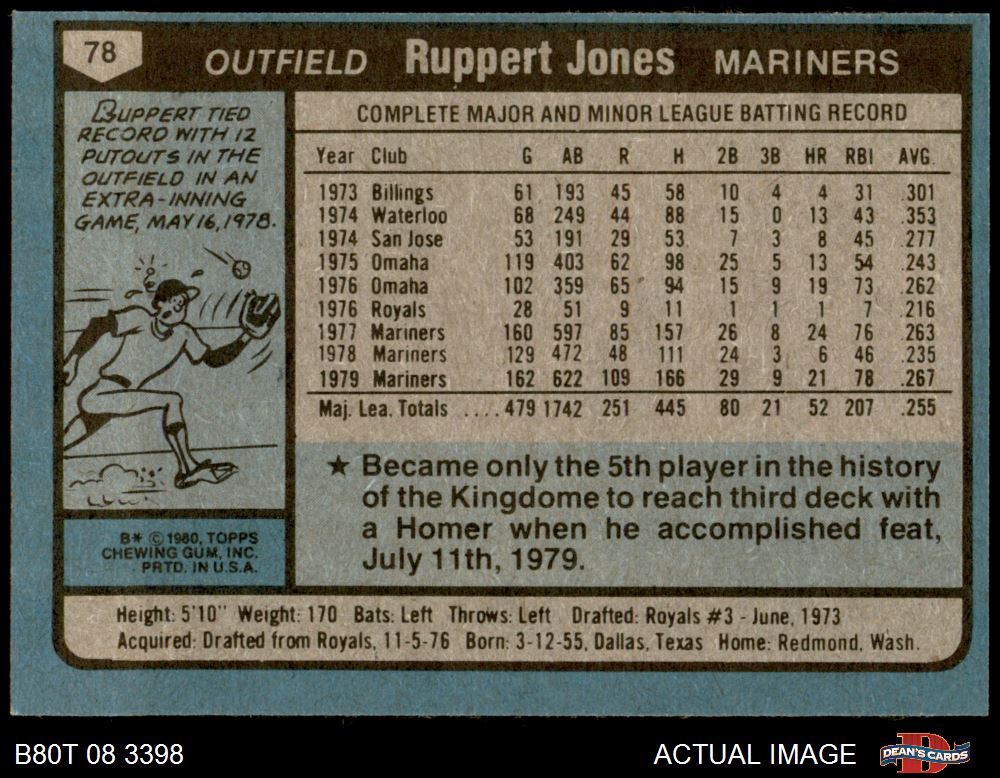 78
OUTFIELD Ruppert Jones MARINERS
RUPPERT TIED
RECORD WITH 12
PUTOUTS IN THE
OUTFIELD IN AN
EXTRA-INNING
GAME, MAY 16, 1978.
COMPLETE MAJOR AND MINOR LEAGUE BATTING RECORD
Year Club G AB R H 2B 3B HR RBI AVG.
1973 Billings 61 193 45 58 10 4 4 31 .301
1974 Waterloo 68 249 44 88 15 0 13 43 .353
1974 San Jose 53 191 29 53 7 3 8 45 .277
1975 Omaha 119 403 62 98 25 5 13 54 .243
1976 Omaha 102 359 65 94 15 9 19 73 .262
1976 Royals 28 51 9 11 1 1 1 7 .216
1977 Mariners 160 597 85 157 26 8 24 76 .263
1978 Mariners 129 472 48 111 24 3 6 46 .235
1979 Mariners 162 622 109 166 29 9 21 78 .267
Maj. Lea. Totals ....479 1742 251 445 80 21 52 207 .255
★ Became only the 5th player in the history
of the Kingdome to reach third deck with
a Homer when he accomplished feat,
July 11th, 1979.
B* © 1980, TOPPS
CHEWING GUM, INC.
PRTD. IN U.S.A.
Height: 5'10" Weight: 170 Bats: Left Throws: Left Drafted: Royals #3 - June, 1973
Acquired: Drafted from Royals, 11-5-76 Born: 3-12-55, Dallas, Texas Home: Redmond, Wash.
B80T 08 3398
ACTUAL IMAGE
DEAN'S CARDS